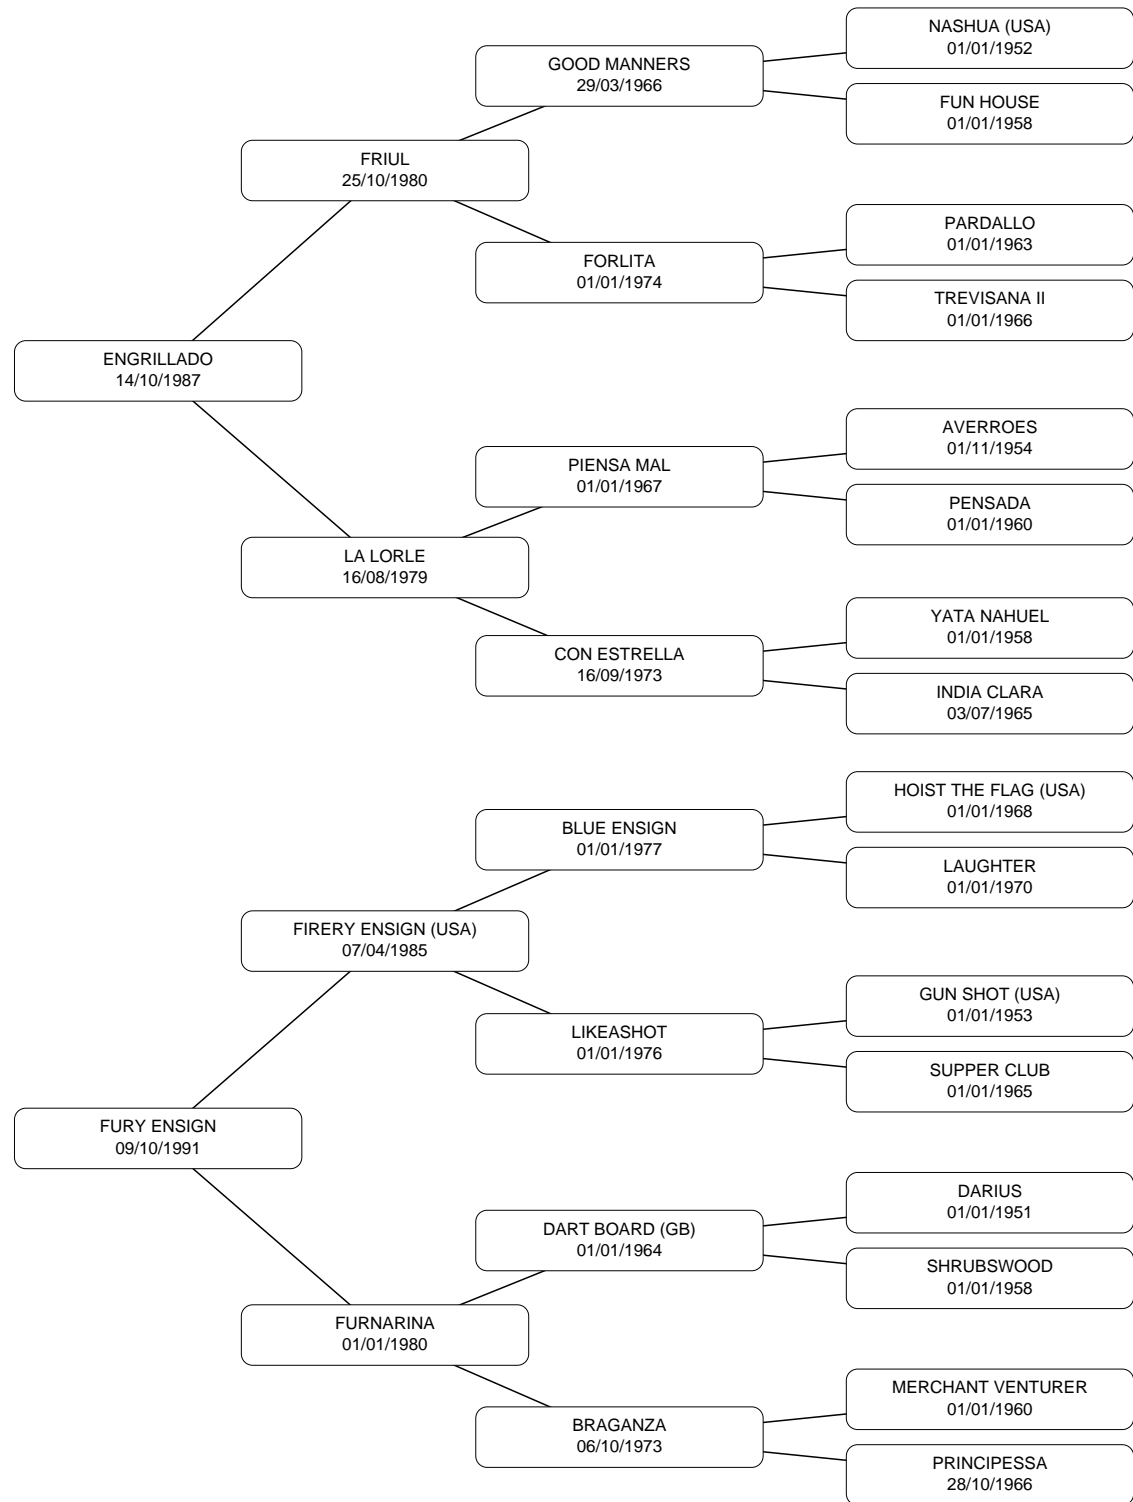 NASHUA (USA)
01/01/1952
GOOD MANNERS
29/03/1966
FUN HOUSE
01/01/1958
FRIUL
25/10/1980
PARDALLO
01/01/1963
FORLITA
01/01/1974
TREVISANA II
01/01/1966
ENGRILLADO
14/10/1987
AVERROES
01/11/1954
PIENSA MAL
01/01/1967
PENSADA
01/01/1960
LA LORLE
16/08/1979
YATA NAHUEL
01/01/1958
CON ESTRELLA
16/09/1973
INDIA CLARA
03/07/1965
HOIST THE FLAG (USA)
01/01/1968
BLUE ENSIGN
01/01/1977
LAUGHTER
01/01/1970
FIRERY ENSIGN (USA)
07/04/1985
GUN SHOT (USA)
01/01/1953
LIKEASHOT
01/01/1976
SUPPER CLUB
01/01/1965
FURY ENSIGN
09/10/1991
DARIUS
01/01/1951
DART BOARD (GB)
01/01/1964
SHRUBSWOOD
01/01/1958
FURNARINA
01/01/1980
MERCHANT VENTURER
01/01/1960
BRAGANZA
06/10/1973
PRINCIPESSA
28/10/1966